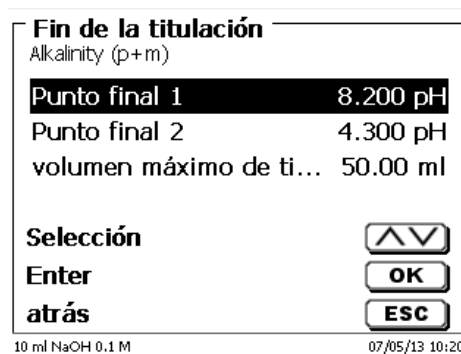 Fin de la titulación
Alkalinity (p+m)
Punto final 1 8.200 pH
Punto final 2 4.300 pH
volumen máximo de ti... 50.00 ml
Selección
Enter OK
atrás ESC
10 ml NaOH 0.1 M 07/05/13 10:20